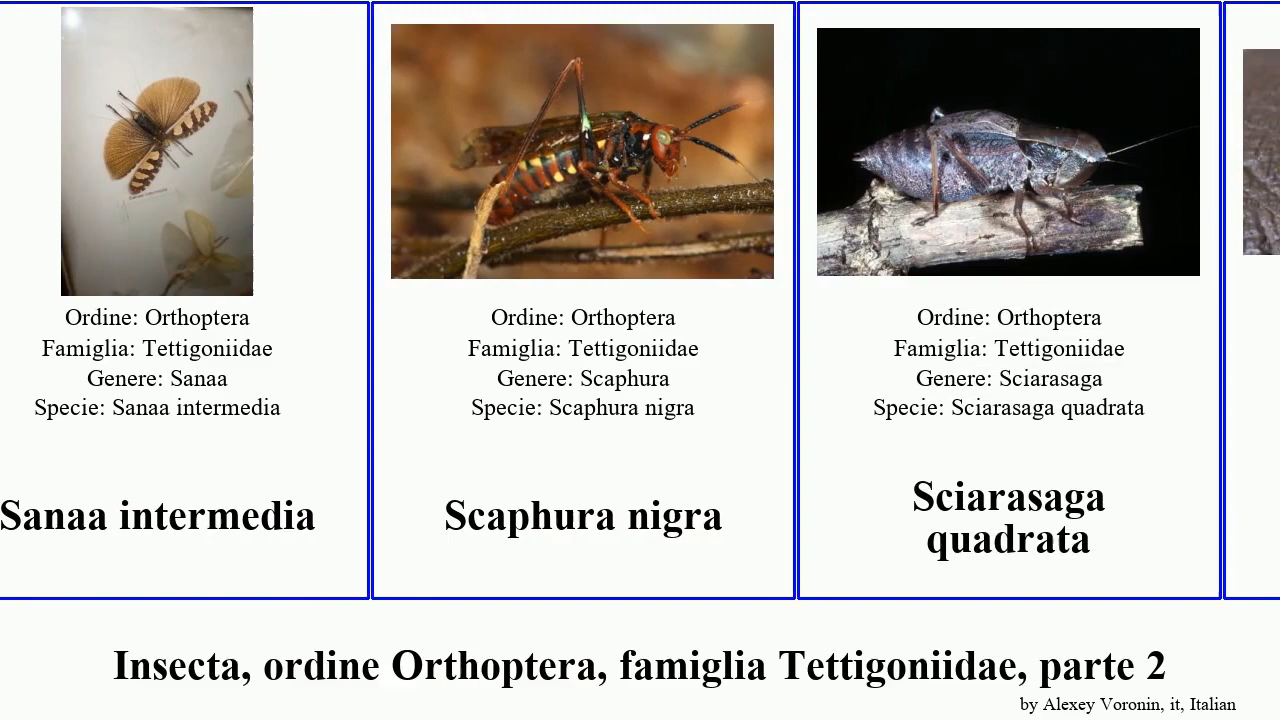 Ordine: Orthoptera
Famiglia: Tettigoniidae
Genere: Sanaa
Specie: Sanaa intermedia
Sanaa intermedia
Ordine: Orthoptera
Famiglia: Tettigoniidae
Genere: Scaphura
Specie: Scaphura nigra
Scaphura nigra
Ordine: Orthoptera
Famiglia: Tettigoniidae
Genere: Sciarasaga
Specie: Sciarasaga quadrata
Sciarasaga
quadrata
Insecta, ordine Orthoptera, famiglia Tettigoniidae, parte 2
by Alexey Voronin, it, Italian